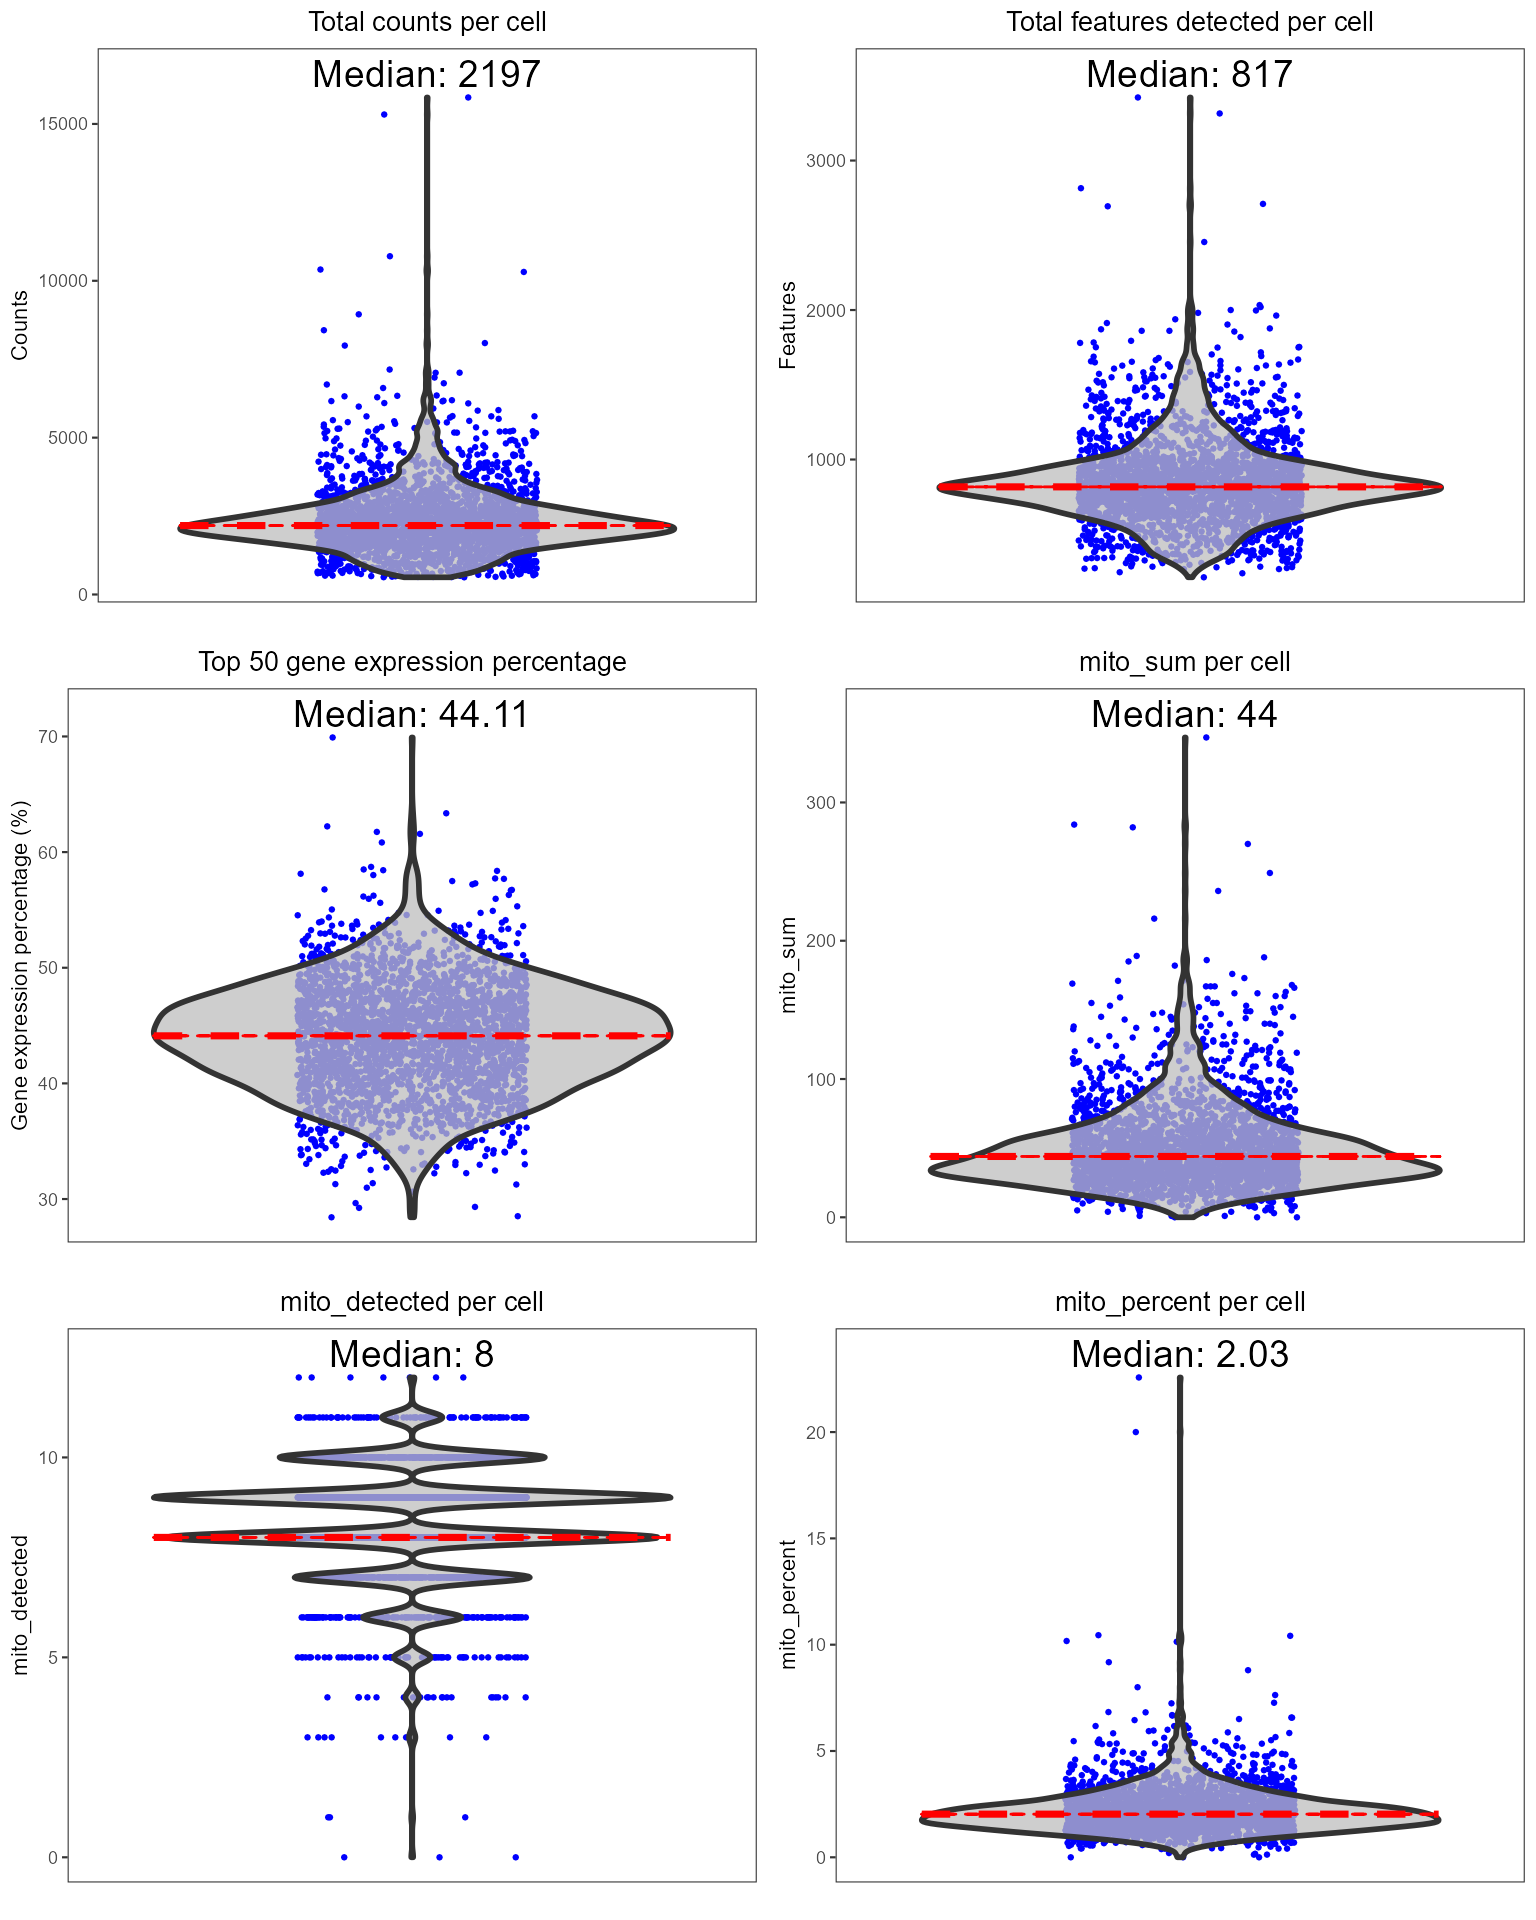 Total counts per cell
Median: 2197
Counts
15000
10000
5000
0
Total features detected per cell
Median: 817
Features
3000
2000
1000
Top 50 gene expression percentage
Median: 44.11
Gene expression percentage (%)
70
60
50
40
30
mito_sum per cell
Median: 44
mito_sum
300
200
100
0
mito_detected per cell
Median: 8
mito_detected
10
5
0
mito_percent per cell
Median: 2.03
mito_percent
20
15
10
5
0